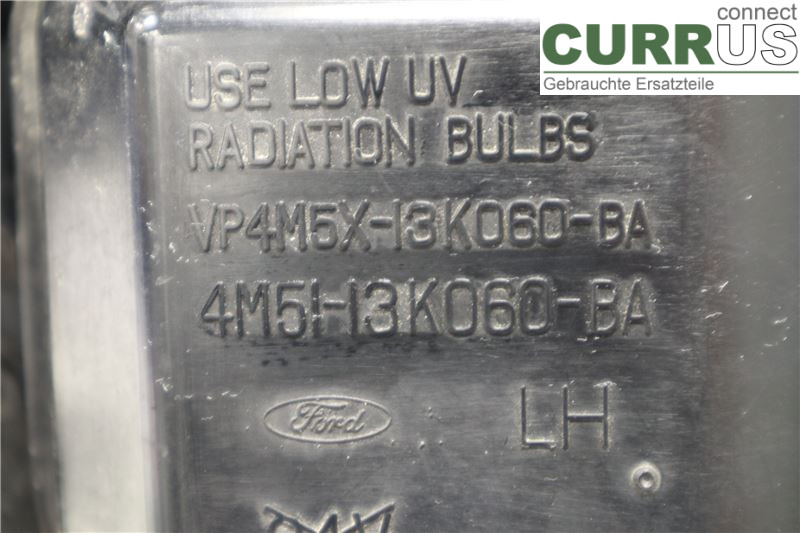 connect
CURRUS
Gebrauchte Ersatzteile
USE LOW UV
RADIATION BULBS
VP4M5X-13K060-BA
4M51-13K060-BA
Ford
LH